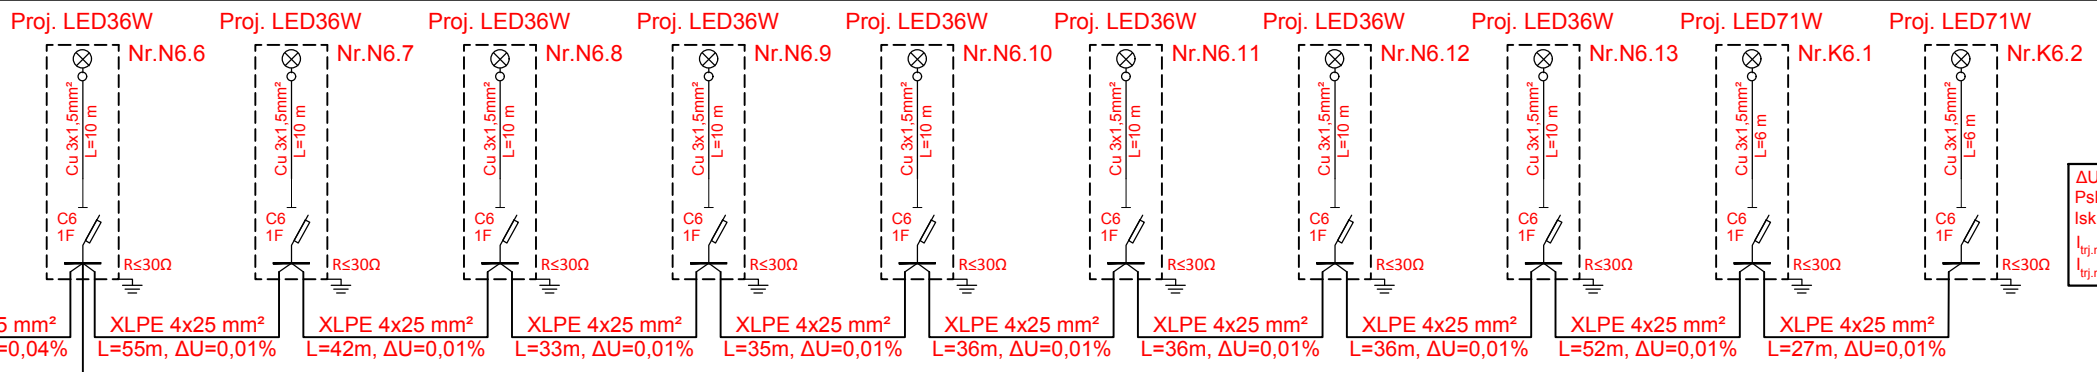 Proj. LED36W Proj. LED36W Proj. LED36W Proj. LED36W Proj. LED36W Proj. LED36W Proj. LED36W Proj. LED36W Proj. LED71W Proj. LED71W
Nr.N6.6 Nr.N6.7 Nr.N6.8 Nr.N6.9 Nr.N6.10 Nr.N6.11 Nr.N6.12 Nr.N6.13 Nr.K6.1 Nr.K6.2
Cu 3x1,5mm² Cu 3x1,5mm² Cu 3x1,5mm² Cu 3x1,5mm² Cu 3x1,5mm² Cu 3x1,5mm² Cu 3x1,5mm² Cu 3x1,5mm² Cu 3x1,5mm² Cu 3x1,5mm²
L=10 m L=10 m L=10 m L=10 m L=10 m L=10 m L=10 m L=10 m L=6 m L=6 m
C6 C6 C6 C6 C6 C6 C6 C6 C6 C6
1F 1F 1F 1F 1F 1F 1F 1F 1F 1F
R≤30Ω R≤30Ω R≤30Ω R≤30Ω R≤30Ω R≤30Ω R≤30Ω R≤30Ω R≤30Ω R≤30Ω
5 mm² XLPE 4x25 mm² XLPE 4x25 mm² XLPE 4x25 mm² XLPE 4x25 mm² XLPE 4x25 mm² XLPE 4x25 mm² XLPE 4x25 mm² XLPE 4x25 mm² XLPE 4x25 mm²
=0,04% L=55m, ΔU=0,01% L=42m, ΔU=0,01% L=33m, ΔU=0,01% L=35m, ΔU=0,01% L=36m, ΔU=0,01% L=36m, ΔU=0,01% L=36m, ΔU=0,01% L=52m, ΔU=0,01% L=27m, ΔU=0,01%
ΔU
Isk